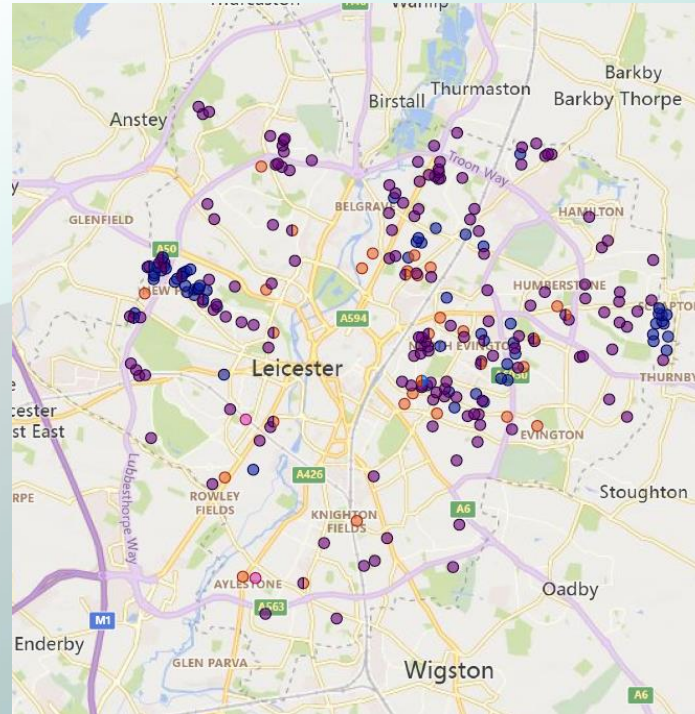 Anstey
Birstall
Thurmaston
Barkby
Barkby Thorpe
Troon Way
BELGRAVE
GLENFIELD
HAMILTON
A50
HUMBERSTONE
A594
Leicester
THURNBY
EVINGTON
Lubbesthorpe Way
A426
ROWLEY
FIELDS
Stoughton
A6
KNIGHTON
FIELDS
AYLESTONE
Oadby
A563
M1
Enderby
GLEN PARVA
Wigston
A6